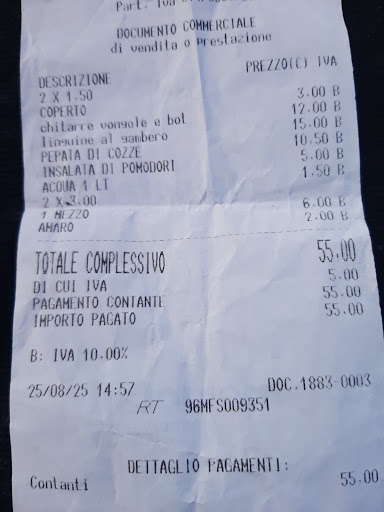 Part. Iva
DOCUMENTO COMMERCIALE
di vendita o prestazione
DESCRIZIONE PREZZO(€) IVA
2 X 1.50
COPERTO 3.00 B
chitarre vongole e bot 12.00 B
linguine al gambero 15.00 B
PEPATA DI COZZE 10.50 B
INSALATA DI POMODORI 5.00 B
ACQUA 1 LT 1.50 B
2 X 3.00
1 MEZZO 6.00 B
AMARO 2.00 B
TOTALE COMPLESSIVO 55.00
DI CUI IVA 5.00
PAGAMENTO CONTANTE 55.00
IMPORTO PAGATO 55.00
B: IVA 10.00%
25/08/25 14:57 DOC.1883-0003
RT 96MFS009351
DETTAGLIO PAGAMENTI:
Contanti 55.00